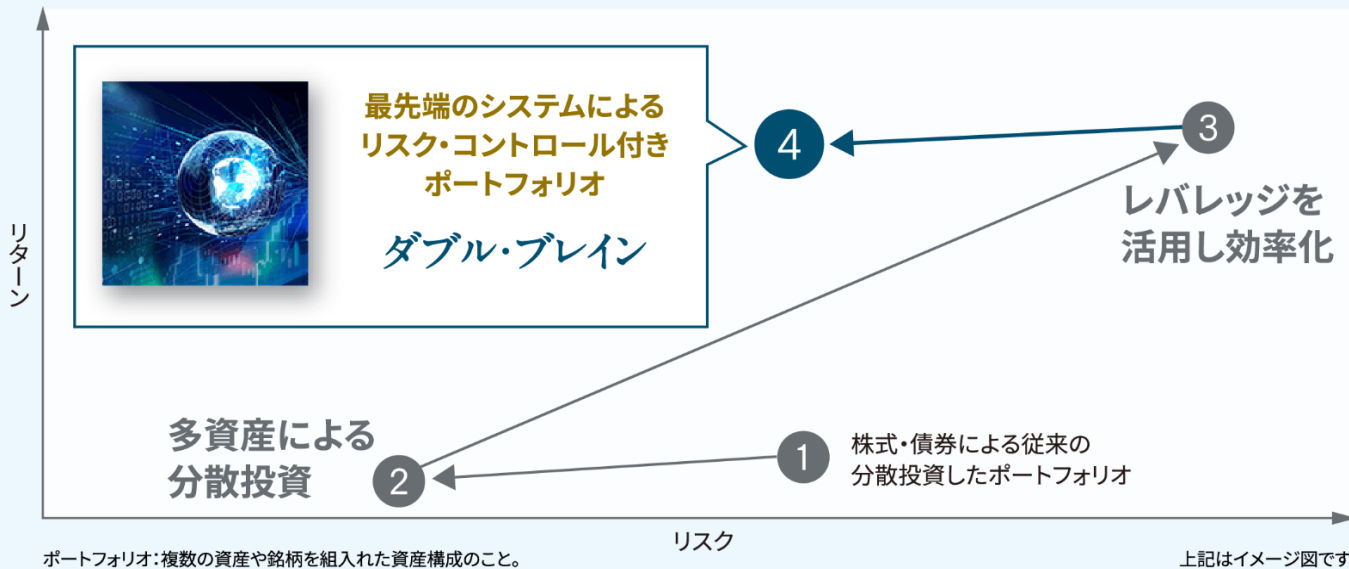 リターン
最先端のシステムによる
リスク・コントロール付き
ポートフォリオ
ダブル・ブレイン
4
3
レバレッジを
活用し効率化
多資産による
分散投資
2
1
株式・債券による従来の
分散投資したポートフォリオ
リスク
ポートフォリオ：複数の資産や銘柄を組入れた資産構成のこと。
上記はイメージ図です